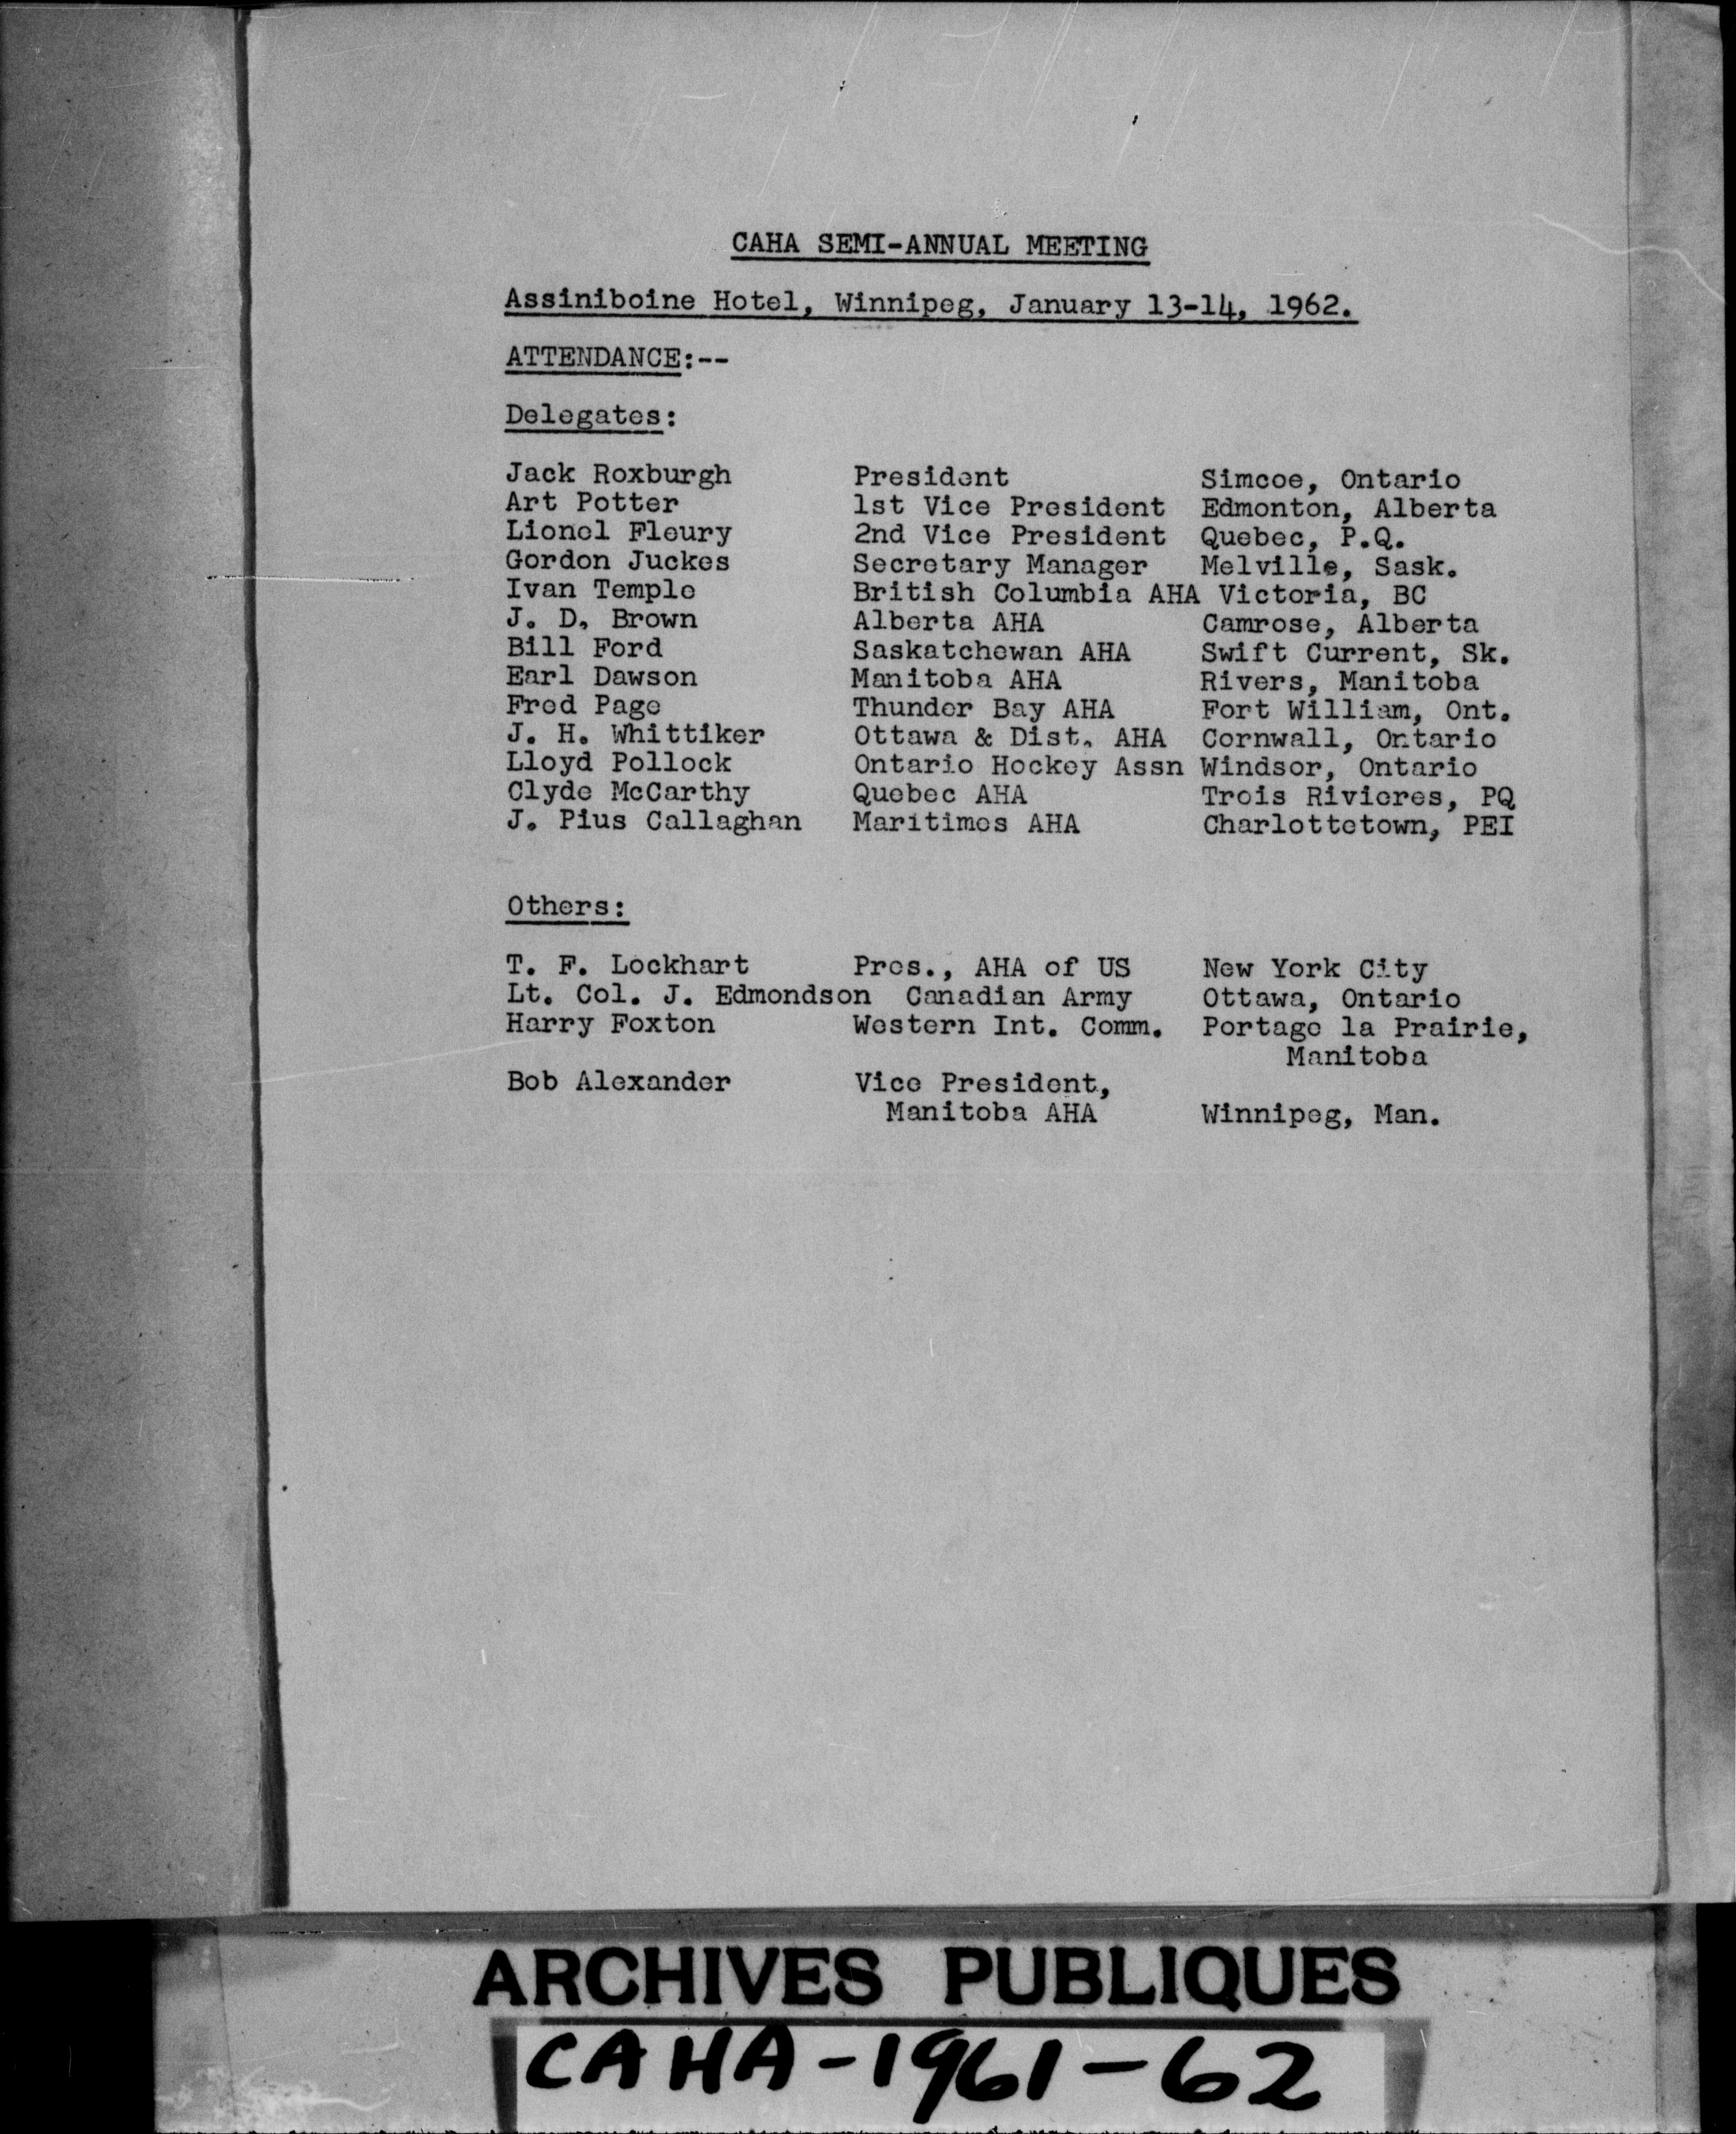 CAHA SEMI-ANNUAL MEETING
Assiniboine Hotel, Winnipeg, January 13-14, 1962.
ATTENDANCE:--
Delegates:
Jack Roxburgh President Simcoe, Ontario
Art Potter 1st Vice President Edmonton, Alberta
Lionel Fleury 2nd Vice President Quebec, P.Q.
Gordon Juckes Secretary Manager Melville, Sask.
Ivan Temple British Columbia AHA Victoria, BC
J. D. Brown Alberta AHA Camrose, Alberta
Bill Ford Saskatchewan AHA Swift Current, Sk.
Earl Dawson Manitoba AHA Rivers, Manitoba
Fred Page Thunder Bay AHA Fort William, Ont.
J. H. Whittiker Ottawa & Dist. AHA Cornwall, Ontario
Lloyd Pollock Ontario Hockey Assn Windsor, Ontario
Clyde McCarthy Quebec AHA Trois Rivieres, PQ
J. Pius Callaghan Maritimes AHA Charlottetown, PEI
Others:
T. F. Lockhart Pres., AHA of US New York City
Lt. Col. J. Edmondson Canadian Army Ottawa, Ontario
Harry Foxton Western Int. Comm. Portage la Prairie,
Manitoba
Bob Alexander Vice President,
Manitoba AHA Winnipeg, Man.
ARCHIVES PUBLIQUES
CAHA-1961-62